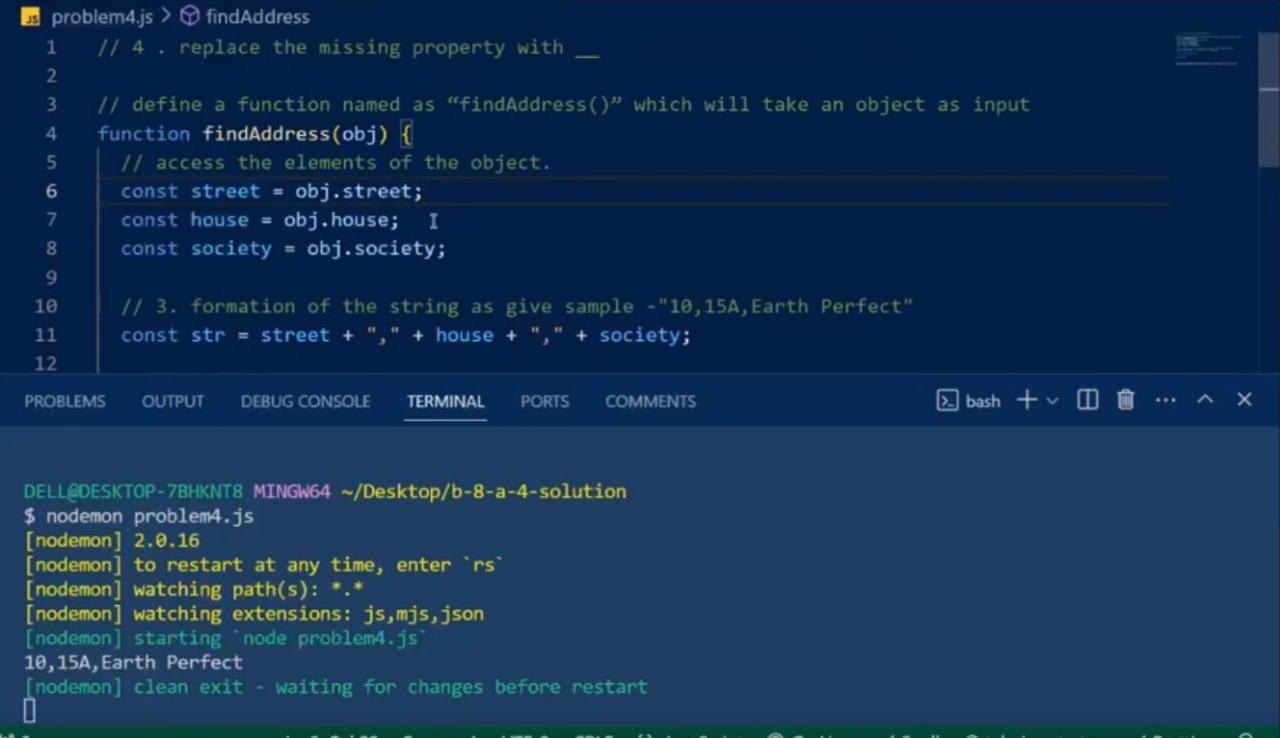 JS problem4.js > findAddress
1 // 4 . replace the missing property with __
2
3 // define a function named as “findAddress()” which will take an object as input
4 function findAddress(obj) {
5 // access the elements of the object.
6 const street = obj.street;
7 const house = obj.house;
8 const society = obj.society;
9
10 // 3. formation of the string as give sample -"10,15A,Earth Perfect"
11 const str = street + "," + house + "," + society;
12
PROBLEMS OUTPUT DEBUG CONSOLE TERMINAL PORTS COMMENTS bash
DELL@DESKTOP-7BHKNT8 MINGW64 ~/Desktop/b-8-a-4-solution
$ nodemon problem4.js
[nodemon] 2.0.16
[nodemon] to restart at any time, enter `rs`
[nodemon] watching path(s): *.*
[nodemon] watching extensions: js,mjs,json
[nodemon] starting `node problem4.js`
10,15A,Earth Perfect
[nodemon] clean exit - waiting for changes before restart